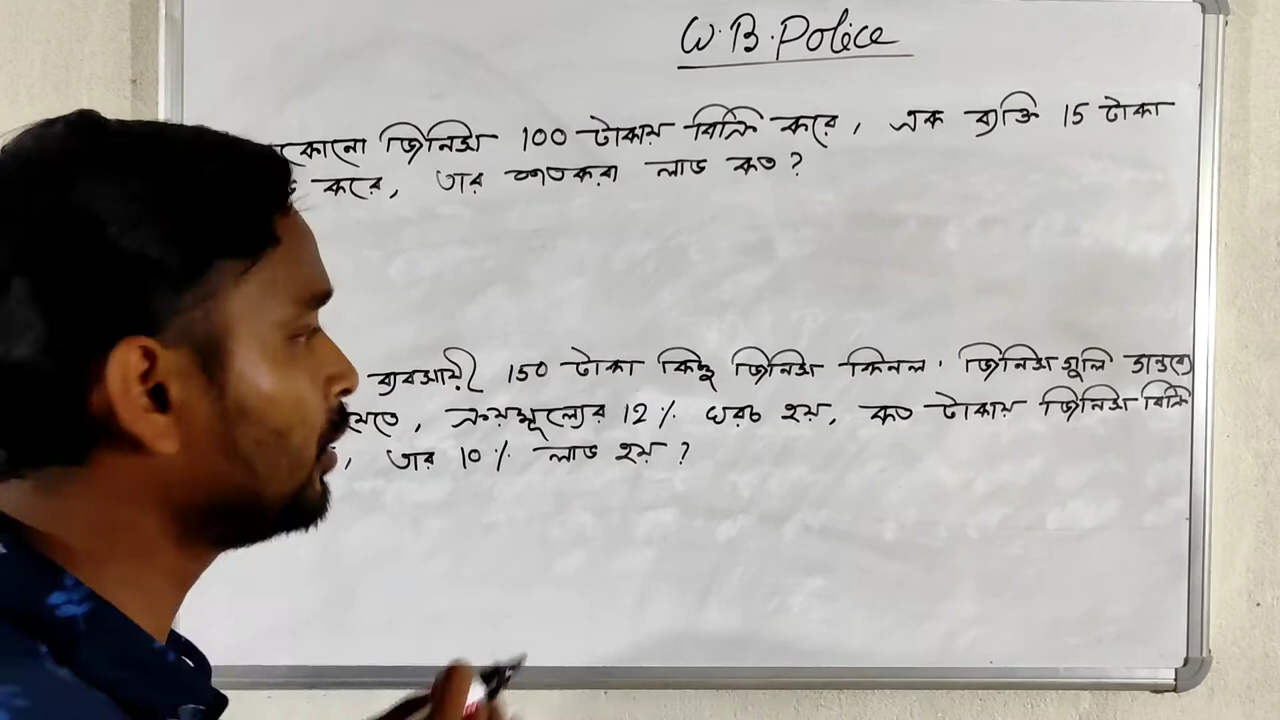 W.B.Police
কোনো জিনিস 100 টাকায় বিক্রি করে, এক ব্যক্তি 15 টাকা
করে, তার শতকরা লাভ কত?
ব্যবসায়ী 150 টাকা কিছু জিনিস কিনল. জিনিসগুলি
ক্রয়মূল্যের 12% খরচ হয়, কত টাকায় জিনিস বিক্রি
, তার 10% লাভ হয়?